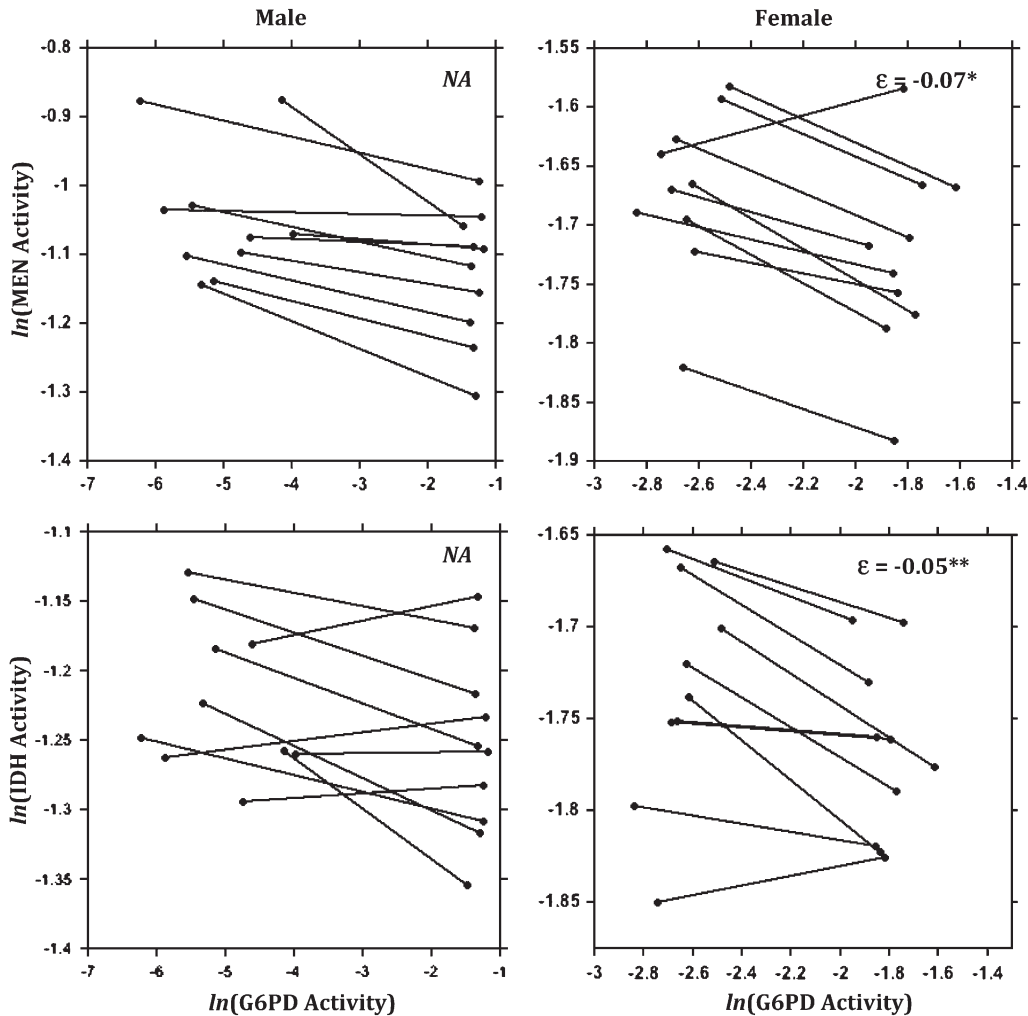 Male
Female
ln(MEN Activity)
-0.8
-0.9
-1
-1.1
-1.2
-1.3
-1.4
NA
-7 -6 -5 -4 -3 -2 -1
-1.55
-1.6
-1.65
-1.7
-1.75
-1.8
-1.85
-1.9
ε = -0.07*
-3 -2.8 -2.6 -2.4 -2.2 -2 -1.8 -1.6 -1.4
ln(IDH Activity)
-1.1
-1.15
-1.2
-1.25
-1.3
-1.35
-1.4
NA
-7 -6 -5 -4 -3 -2 -1
ln(G6PD Activity)
-1.65
-1.7
-1.75
-1.8
-1.85
ε = -0.05**
-3 -2.8 -2.6 -2.4 -2.2 -2 -1.8 -1.6 -1.4
ln(G6PD Activity)